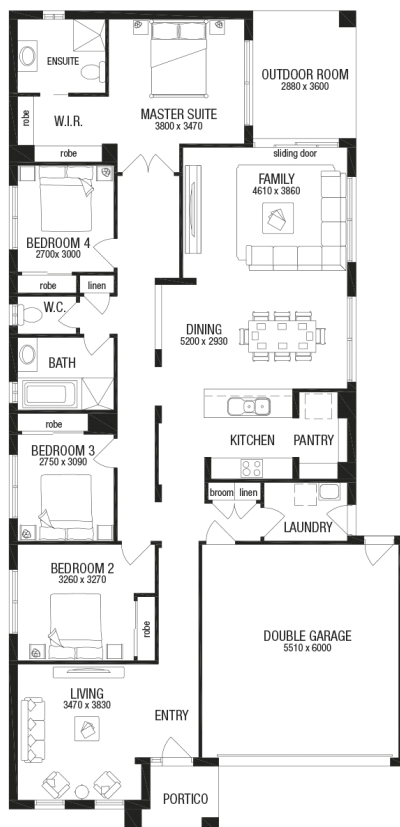 ENSUITE
OUTDOOR ROOM
2880 x 3600
MASTER SUITE
3800 x 3470
robe
W.I.R.
robe
sliding door
FAMILY
4610 x 3860
BEDROOM 4
2700x 3000
robe
linen
W.C.
DINING
5200 x 2930
BATH
robe
KITCHEN
PANTRY
BEDROOM 3
2750 x 3090
broom
linen
LAUNDRY
BEDROOM 2
3260 x 3270
robe
DOUBLE GARAGE
5510 x 6000
LIVING
3470 x 3830
ENTRY
PORTICO